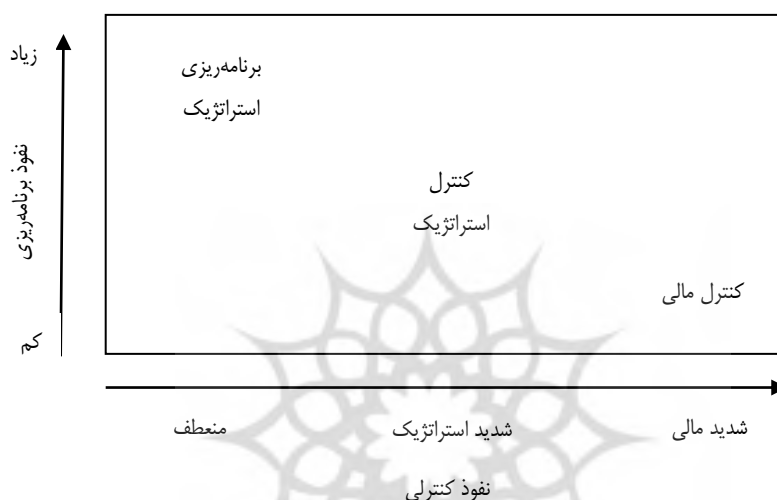 زیاد
برنامه‌ریزی
استراتژیک
نفوذ برنامه‌ریزی
کنترل
استراتژیک
کنترل مالی
کم
شدید مالی
شدید استراتژیک
منعطف
نفوذ کنترلی